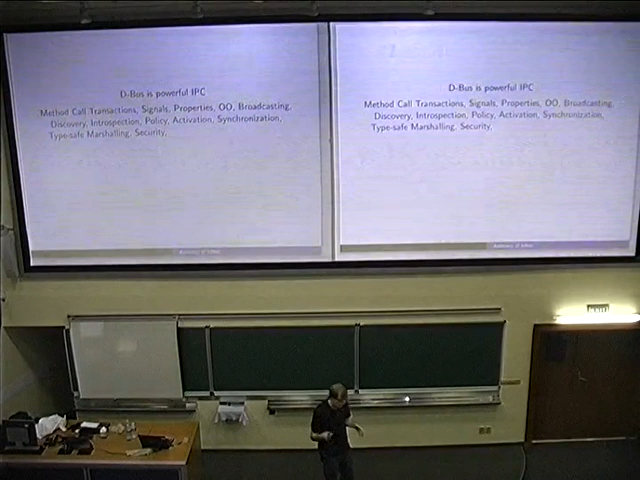 D-Bus is powerful IPC
Method Call Transactions, Signals, Properties, OO, Broadcasting,
Discovery, Introspection, Policy, Activation, Synchronization,
Type-safe Marshalling, Security,
D-Bus is powerful IPC
Method Call Transactions, Signals, Properties, OO, Broadcasting,
Discovery, Introspection, Policy, Activation, Synchronization,
Type-safe Marshalling, Security,